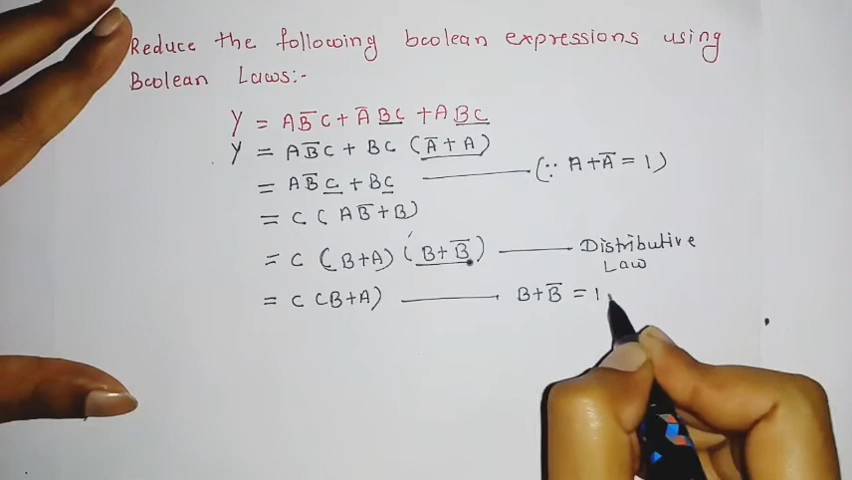 Reduce the following boolean expressions using
Boolean Laws:-
Y = AB̅C + A̅BC + ABC
Y = AB̅C + BC (A̅ + A)
= AB̅C + BC ——— (∵ A+A̅ = 1)
= C (AB̅+B)
= C (B+A) (B+B̅) ——— Distributive Law
= C (B+A) ——— B+B̅ = 1